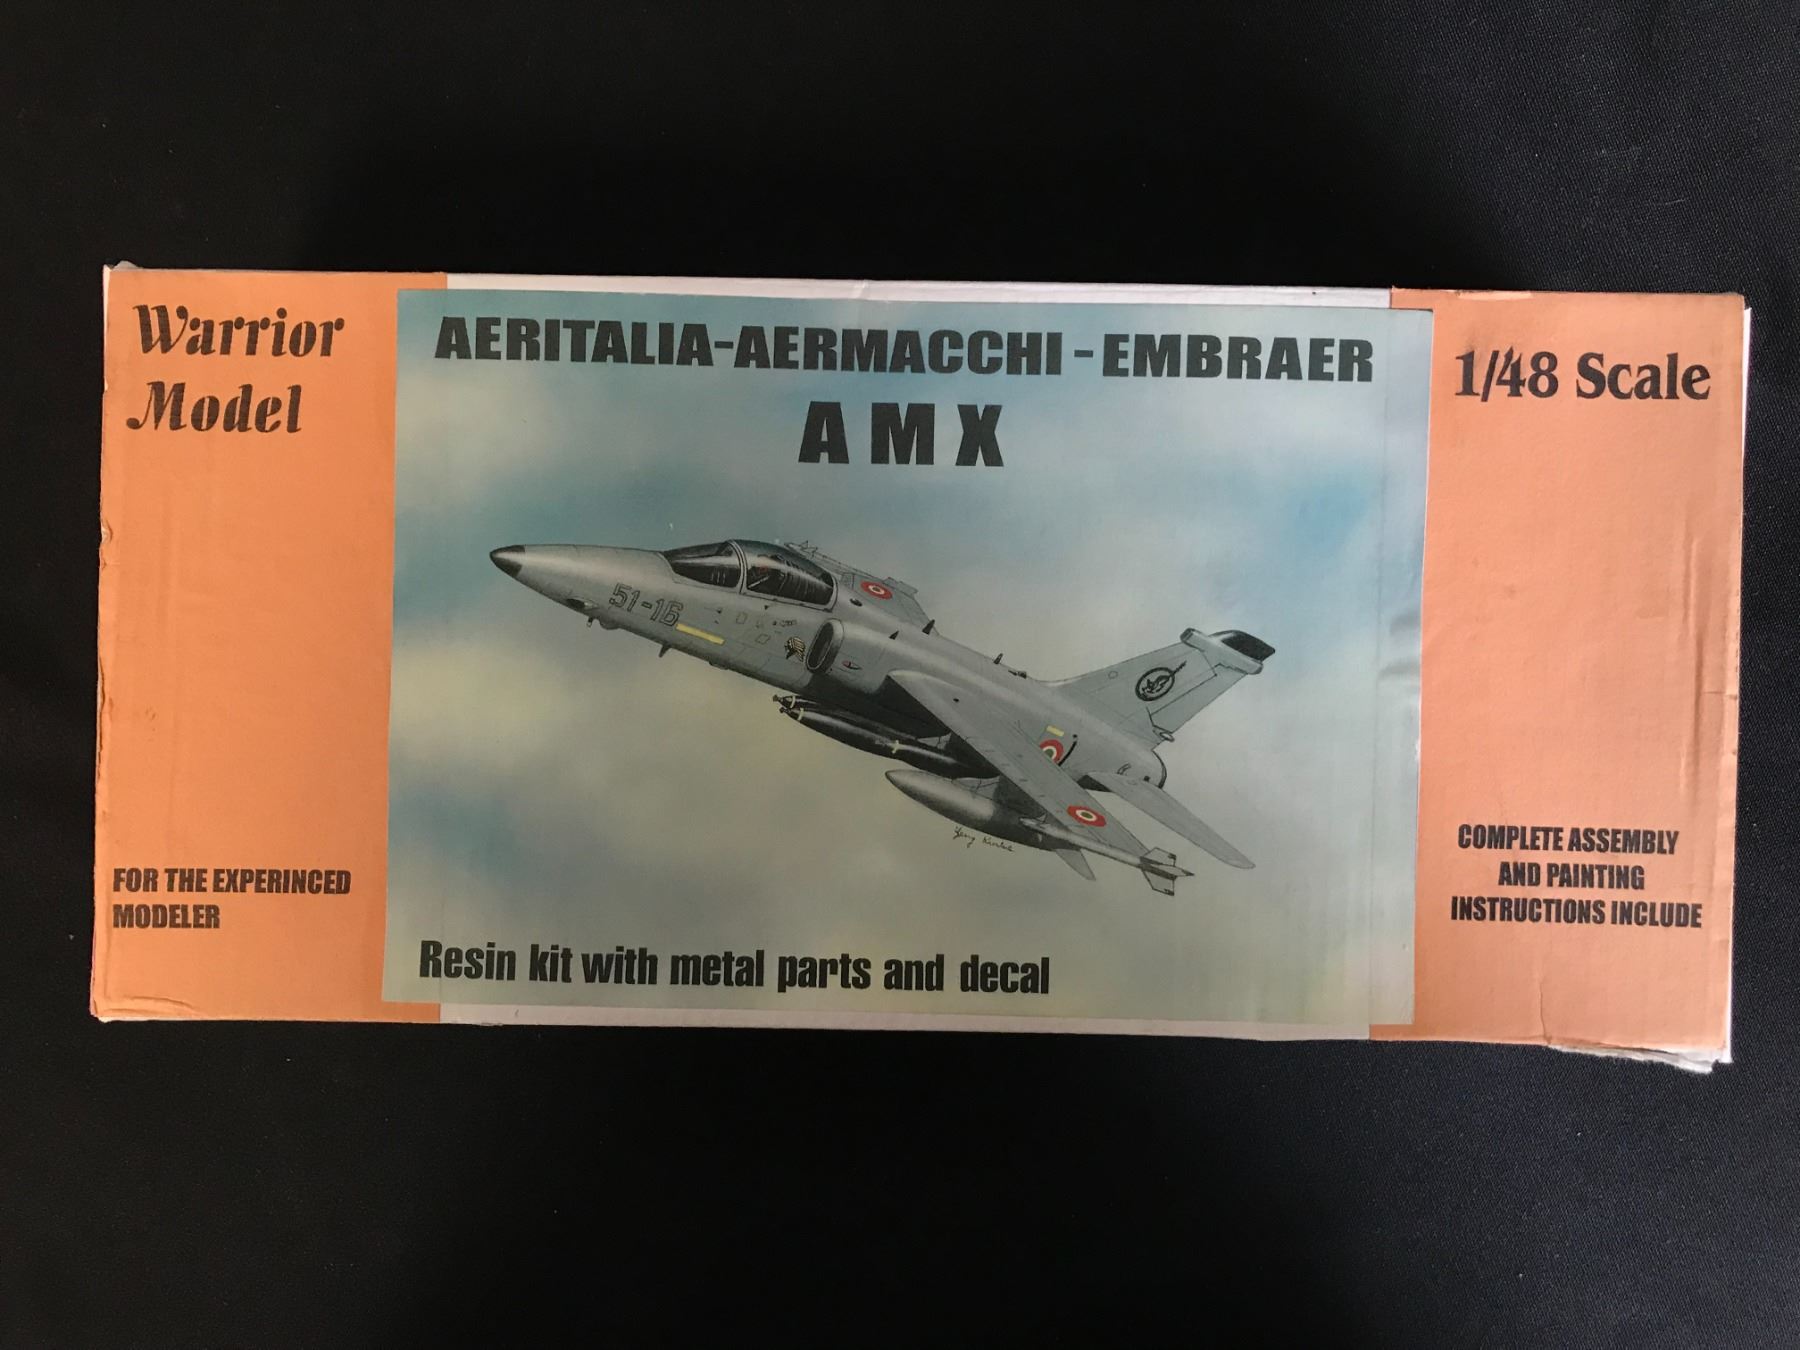 Warrior
Model
AERITALIA-AERMACCHI-EMBRAER
AMX
1/48 Scale
51-16
FOR THE EXPERINCED
MODELER
COMPLETE ASSEMBLY
AND PAINTING
INSTRUCTIONS INCLUDE
Resin kit with metal parts and decal